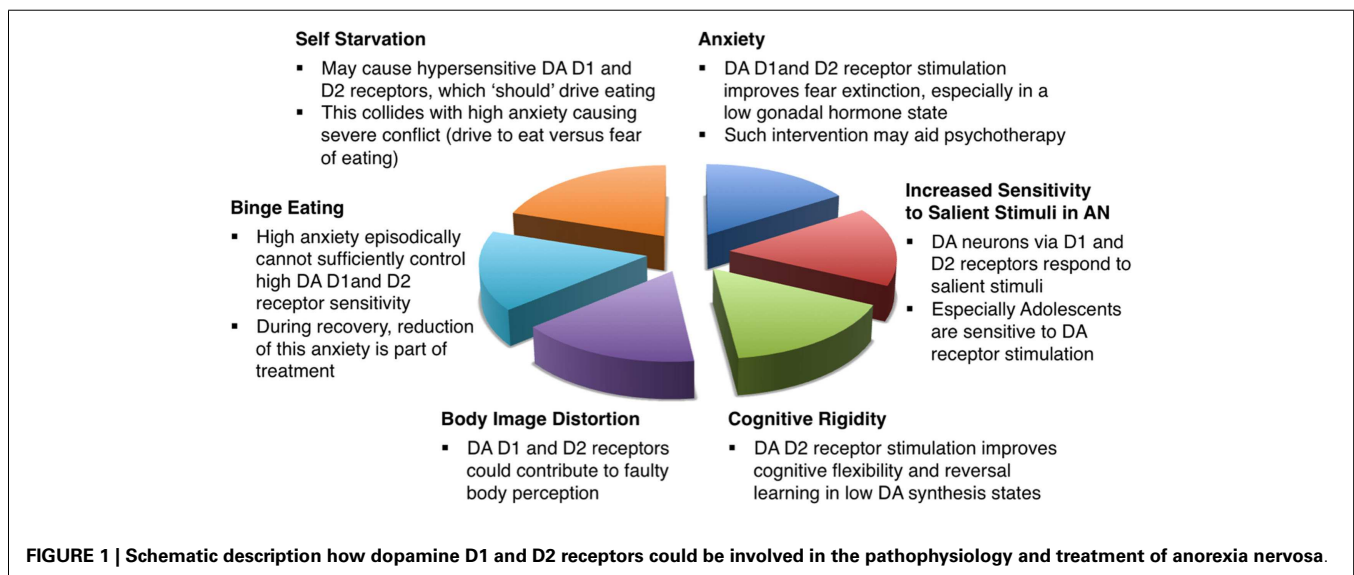 Self Starvation
▪ May cause hypersensitive DA D1 and
D2 receptors, which ‘should’ drive eating
▪ This collides with high anxiety causing
severe conflict (drive to eat versus fear
of eating)
Anxiety
▪ DA D1and D2 receptor stimulation
improves fear extinction, especially in a
low gonadal hormone state
▪ Such intervention may aid psychotherapy
Binge Eating
▪ High anxiety episodically
cannot sufficiently control
high DA D1and D2
receptor sensitivity
▪ During recovery, reduction
of this anxiety is part of
treatment
Increased Sensitivity
to Salient Stimuli in AN
▪ DA neurons via D1 and
D2 receptors respond to
salient stimuli
▪ Especially Adolescents
are sensitive to DA
receptor stimulation
Body Image Distortion
▪ DA D1 and D2 receptors
could contribute to faulty
body perception
Cognitive Rigidity
▪ DA D2 receptor stimulation improves
cognitive flexibility and reversal
learning in low DA synthesis states
FIGURE 1 | Schematic description how dopamine D1 and D2 receptors could be involved in the pathophysiology and treatment of anorexia nervosa.